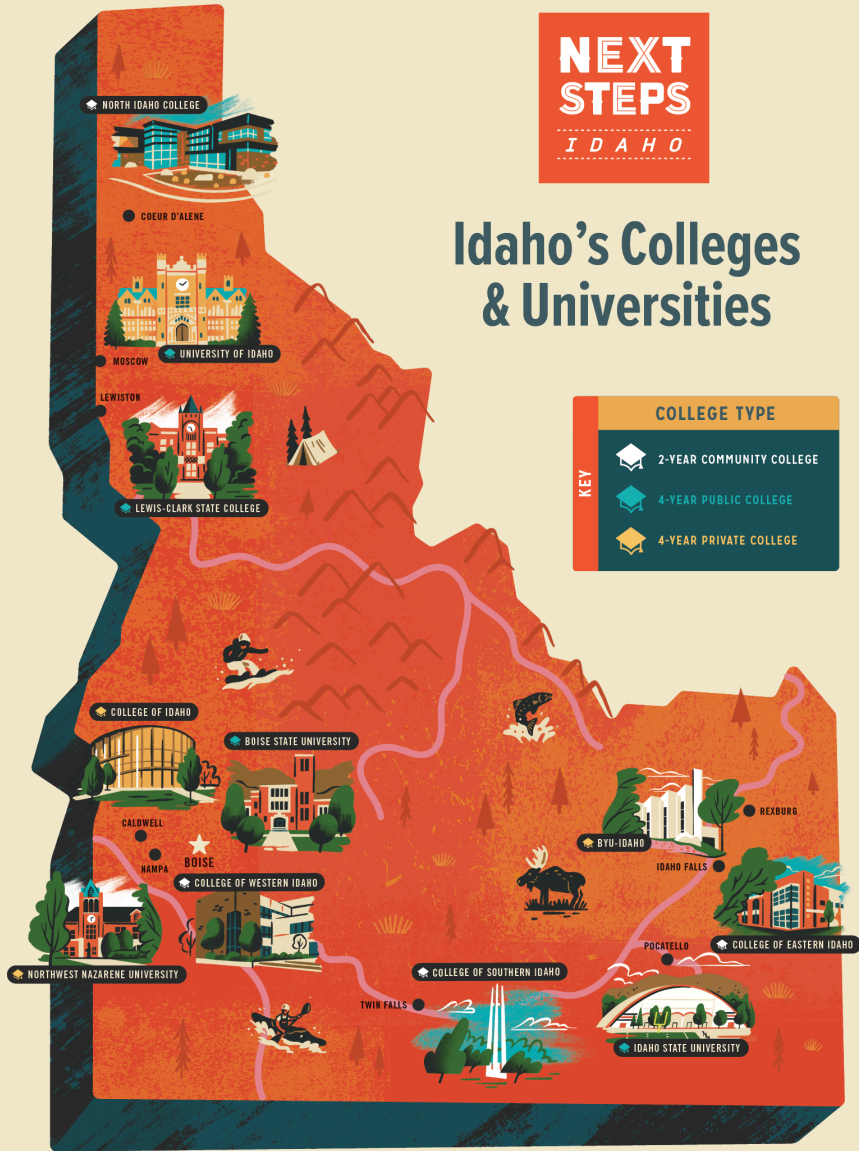 NEXT
STEPS
IDAHO
Idaho's Colleges
& Universities
KEY
COLLEGE TYPE
2-YEAR COMMUNITY COLLEGE
4-YEAR PUBLIC COLLEGE
4-YEAR PRIVATE COLLEGE
NORTH IDAHO COLLEGE
COEUR D'ALENE
UNIVERSITY OF IDAHO
MOSCOW
LEWISTON
LEWIS-CLARK STATE COLLEGE
COLLEGE OF IDAHO
BOISE STATE UNIVERSITY
CALDWELL
NAMPA
BOISE
COLLEGE OF WESTERN IDAHO
NORTHWEST NAZARENE UNIVERSITY
REXBURG
BYU-IDAHO
IDAHO FALLS
COLLEGE OF EASTERN IDAHO
POCATELLO
COLLEGE OF SOUTHERN IDAHO
TWIN FALLS
IDAHO STATE UNIVERSITY